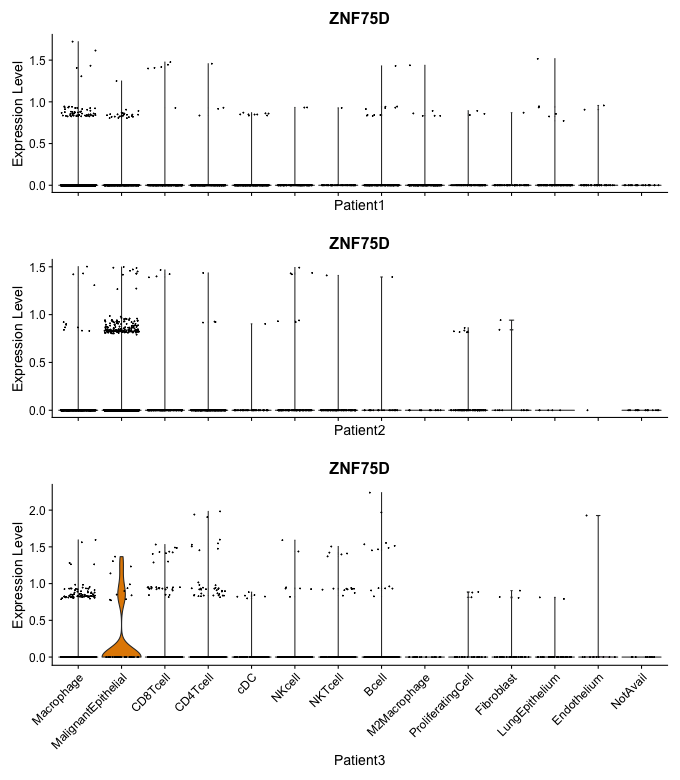 ZNF75D
Expression Level
1.5
1.0
0.5
0.0
Patient1
ZNF75D
Expression Level
1.5
1.0
0.5
0.0
Patient2
ZNF75D
Expression Level
2.0
1.5
1.0
0.5
0.0
Macrophage
MalignantEpithelial
CD8Tcell
CD4Tcell
cDC
NKcell
NKTcell
Bcell
M2Macrophage
ProliferatingCell
Fibroblast
LungEpithelium
Endothelium
NotAvail
Patient3